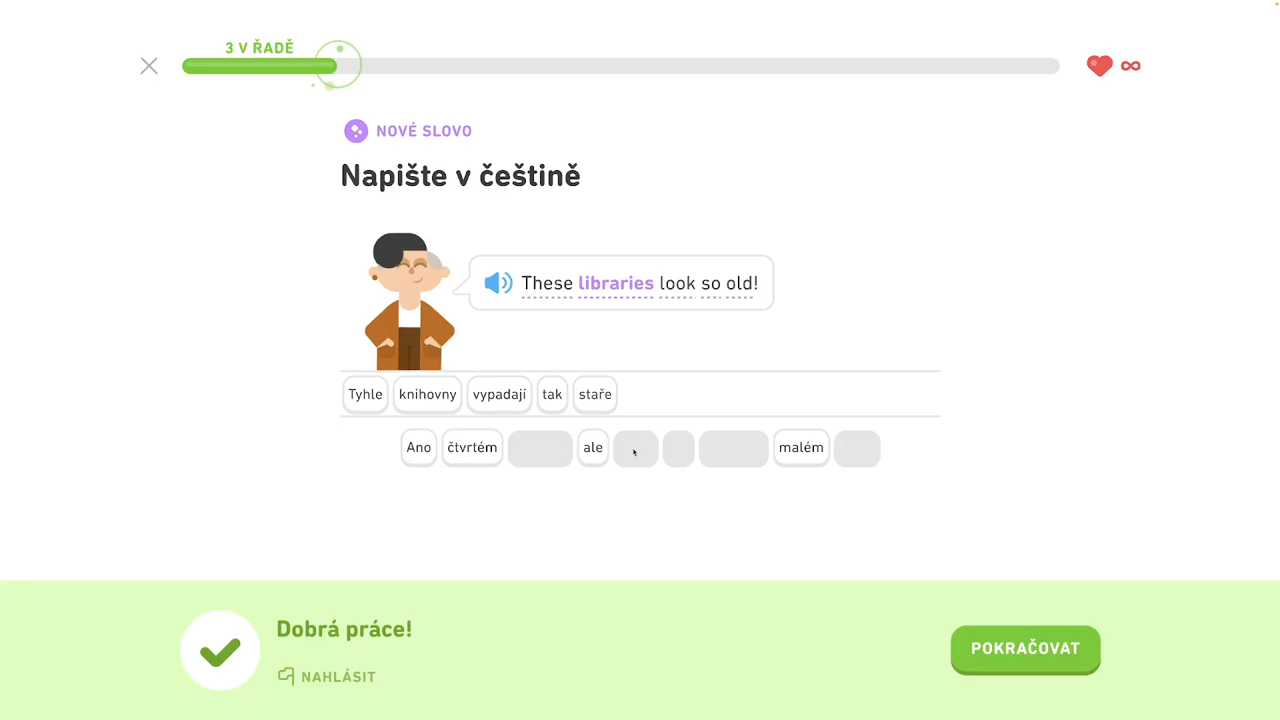 3 V ŘADĚ
∞
NOVÉ SLOVO
Napište v češtině
These libraries look so old!
Tyhle knihovny vypadají tak staře
Ano čtvrtém ale malém
Dobrá práce!
NAHLÁSIT
POKRAČOVAT